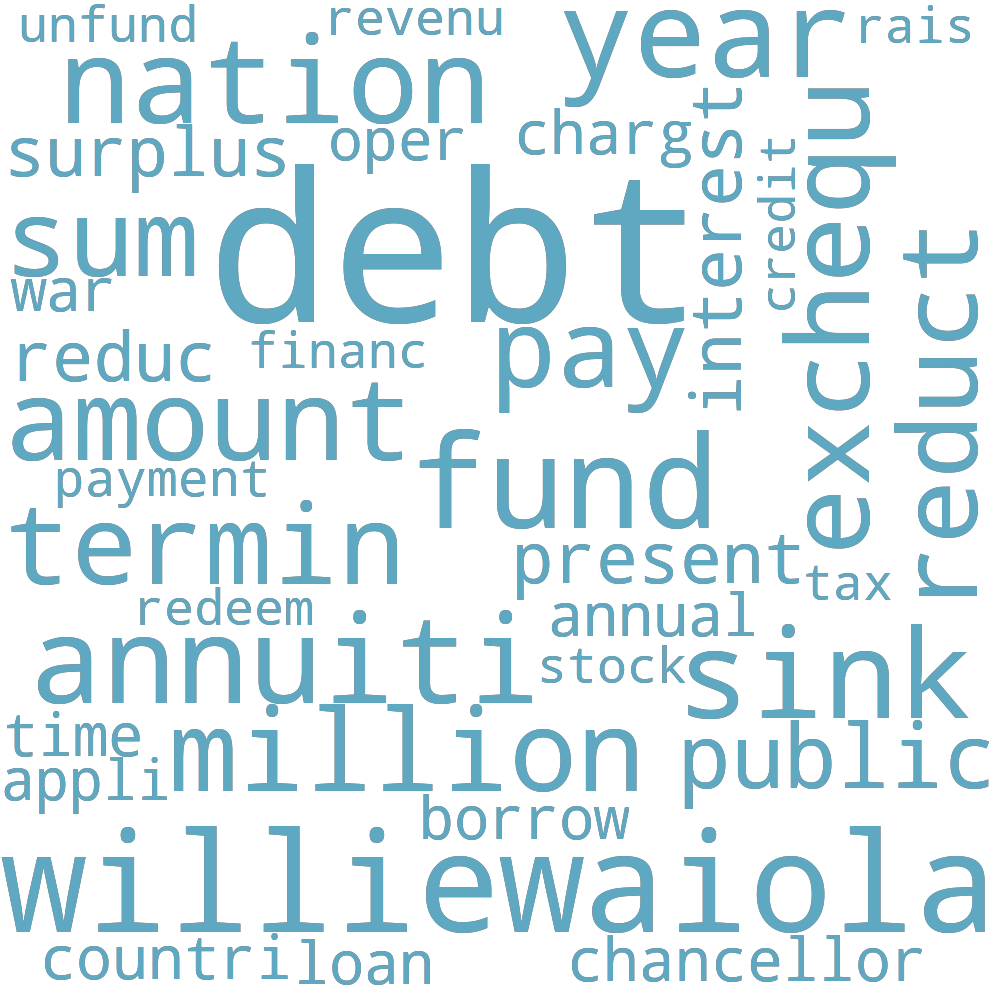 unfund
revenu
year
rais
nation
surplus
oper
charg
interest
credit
exchequ
reduct
debt
sum
war
reduc
financ
pay
amount
payment
fund
termin
present
tax
redeem
annual
annuiti
stock
sink
time
million
public
appli
borrow
williewaiola
countri
loan
chancellor